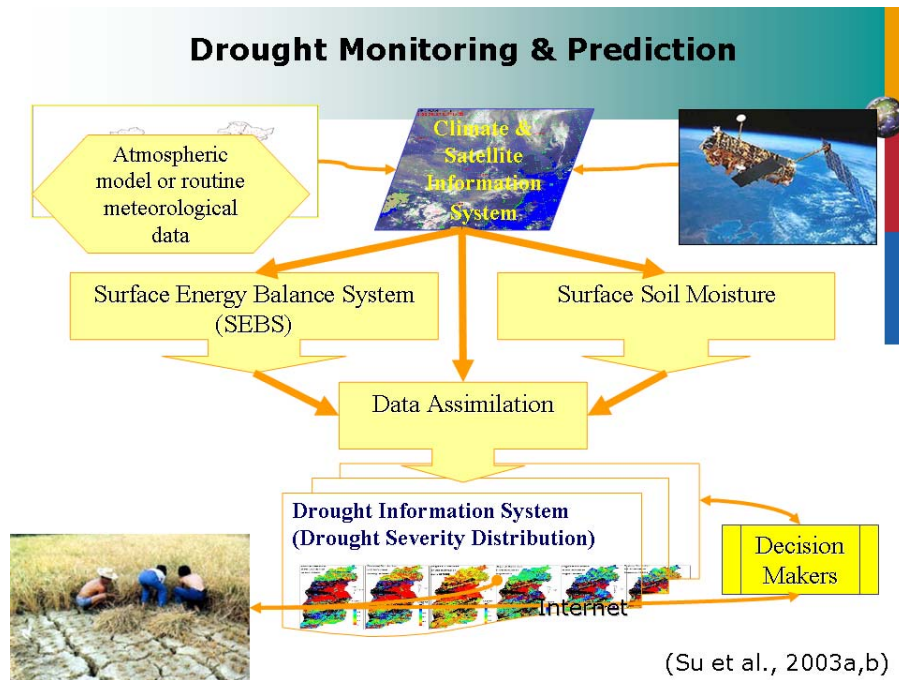 Drought Monitoring & Prediction
Atmospheric
model or routine
meteorological
data
Climate &
Satellite
Information
System
Surface Energy Balance System
(SEBS)
Surface Soil Moisture
Data Assimilation
Drought Information System
(Drought Severity Distribution)
Decision
Makers
Internet
(Su et al., 2003a,b)